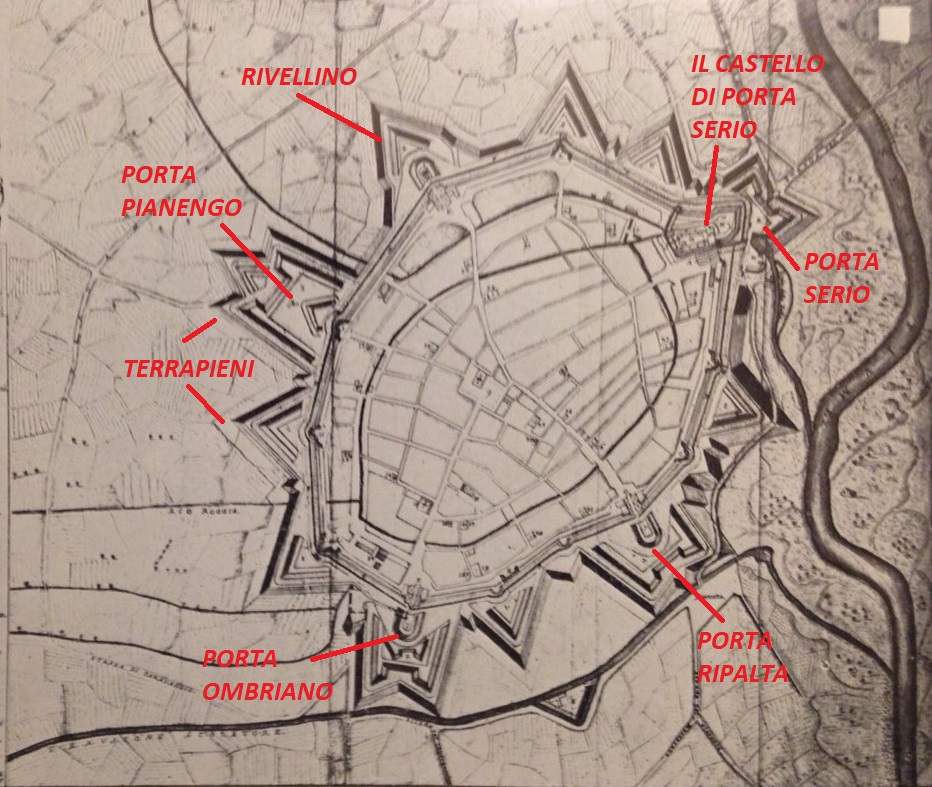 IL CASTELLO
DI PORTA
SERIO
RIVELLINO
PORTA
PIANENGO
PORTA
SERIO
TERRAPIENI
PORTA
RIPALTA
PORTA
OMBRIANO